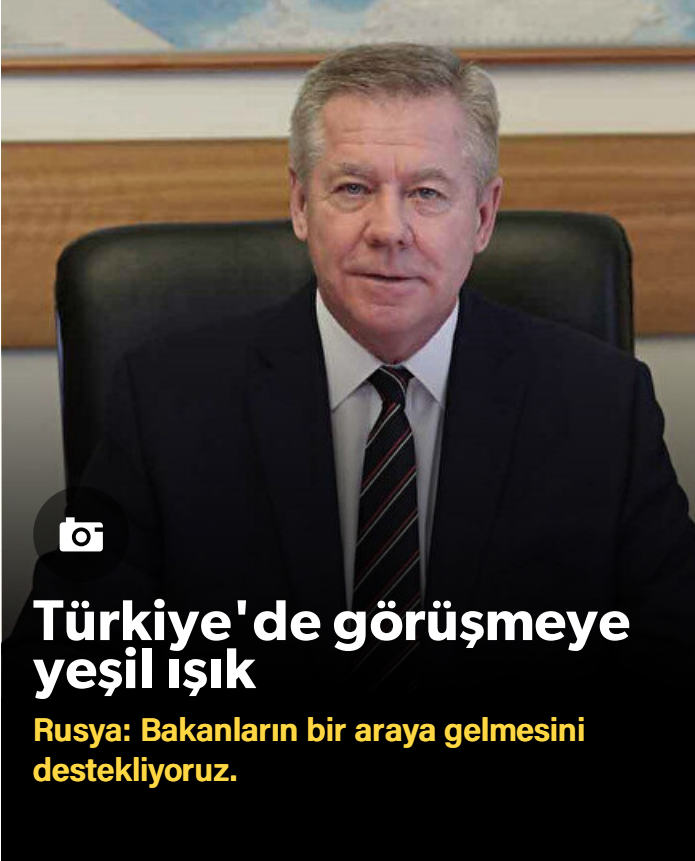 Türkiye'de görüşmeye
yeşil ışık
Rusya: Bakanların bir araya gelmesini
destekliyoruz.